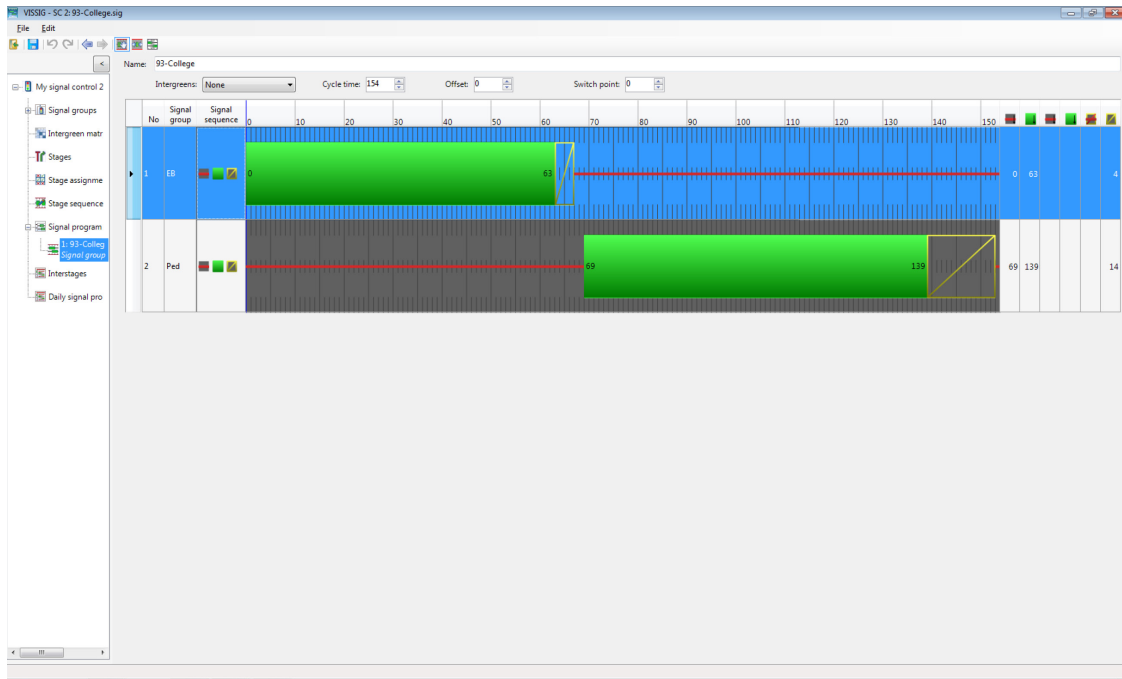 VISSIG - SC 2: 93-College.sig
File Edit
< Name: 93-College
My signal control 2
Intergreens: None Cycle time: 154 Offset: 0 Switch point: 0
Signal groups
No Signal group Signal sequence 0 10 20 30 40 50 60 70 80 90 100 110 120 130 140 150
Intergreen matr
Stages
1 EB 0 63 0 63 4
Stage assignme
Stage sequence
Signal program
1: 93-Colleg
Signal group
2 Ped 69 139 69 139 14
Interstages
Daily signal pro